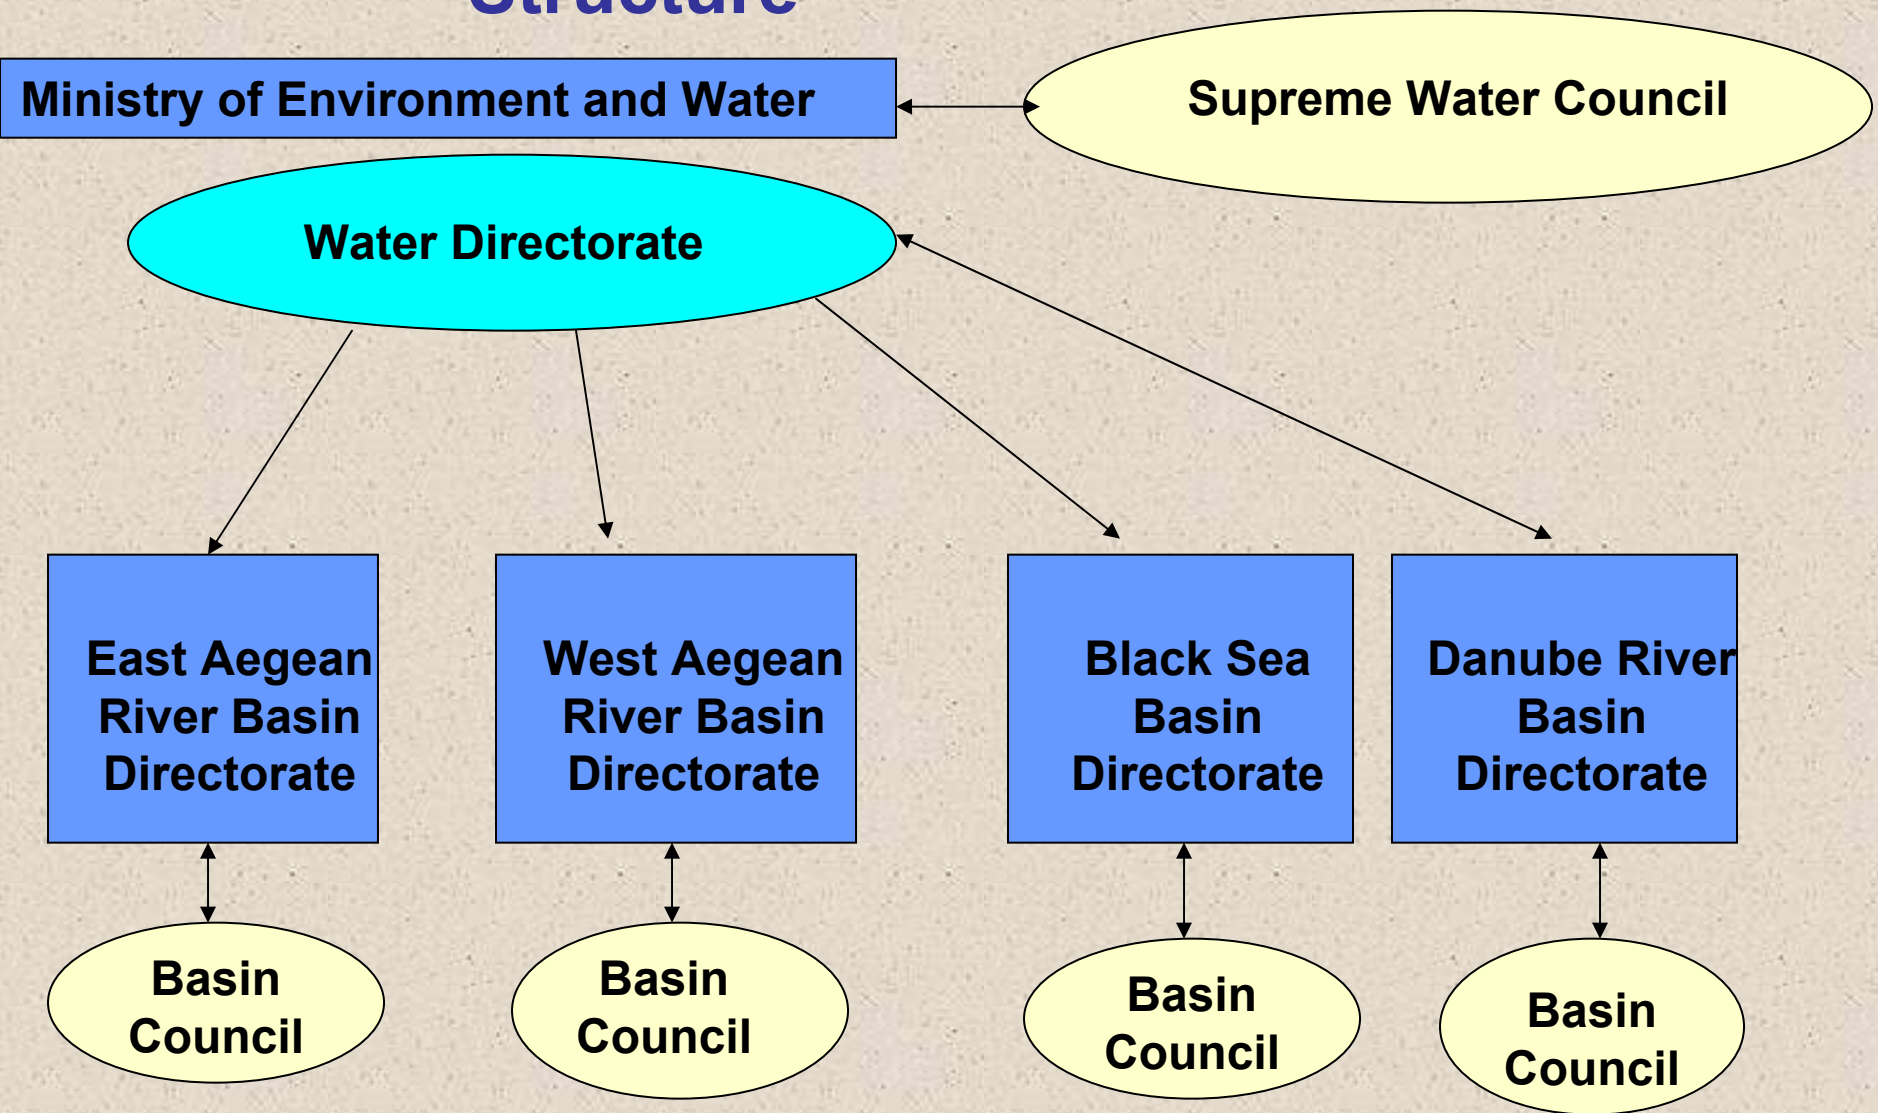 Structure
Ministry of Environment and Water
Supreme Water Council
Water Directorate
East Aegean
River Basin
Directorate
West Aegean
River Basin
Directorate
Black Sea
Basin
Directorate
Danube River
Basin
Directorate
Basin
Council
Basin
Council
Basin
Council
Basin
Council